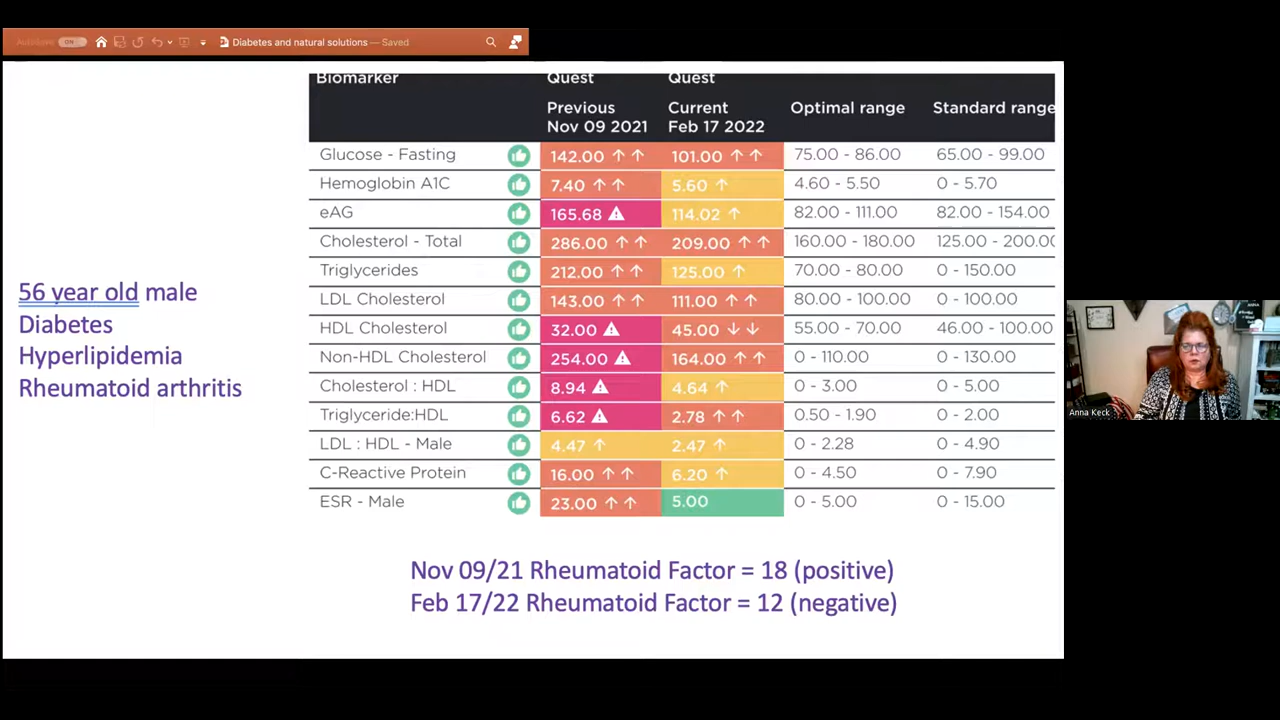 AutoSave ON Diabetes and natural solutions — Saved
Biomarker Quest Quest
Previous Current Optimal range Standard range
Nov 09 2021 Feb 17 2022
Glucose - Fasting 142.00 ↑ ↑ 101.00 ↑ ↑ 75.00 - 86.00 65.00 - 99.00
Hemoglobin A1C 7.40 ↑ ↑ 5.60 ↑ 4.60 - 5.50 0 - 5.70
eAG 165.68 114.02 ↑ 82.00 - 111.00 82.00 - 154.00
Cholesterol - Total 286.00 ↑ ↑ 209.00 ↑ ↑ 160.00 - 180.00 125.00 - 200.00
Triglycerides 212.00 ↑ ↑ 125.00 ↑ 70.00 - 80.00 0 - 150.00
LDL Cholesterol 143.00 ↑ ↑ 111.00 ↑ ↑ 80.00 - 100.00 0 - 100.00
HDL Cholesterol 32.00 45.00 ↓ ↓ 55.00 - 70.00 46.00 - 100.00
Non-HDL Cholesterol 254.00 164.00 ↑ ↑ 0 - 110.00 0 - 130.00
Cholesterol : HDL 8.94 4.64 ↑ 0 - 3.00 0 - 5.00
Triglyceride:HDL 6.62 2.78 ↑ ↑ 0.50 - 1.90 0 - 2.00
LDL : HDL - Male 4.47 ↑ 2.47 ↑ 0 - 2.28 0 - 4.90
C-Reactive Protein 16.00 ↑ ↑ 6.20 ↑ 0 - 4.50 0 - 7.90
ESR - Male 23.00 ↑ ↑ 5.00 0 - 5.00 0 - 15.00
56 year old male
Diabetes
Hyperlipidemia
Rheumatoid arthritis
Nov 09/21 Rheumatoid Factor = 18 (positive)
Feb 17/22 Rheumatoid Factor = 12 (negative)
Anna Keck